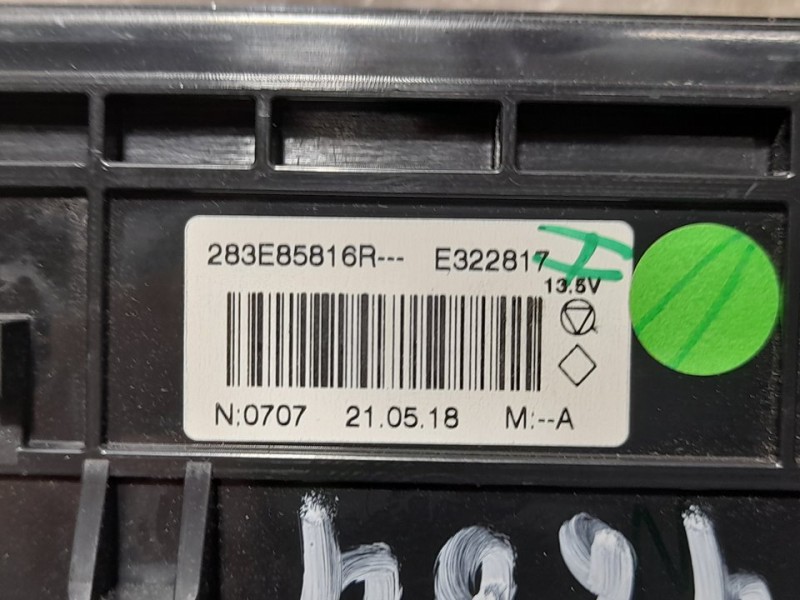 283E85816R--- E322817
13.5V
N:0707 21.05.18 M:--A